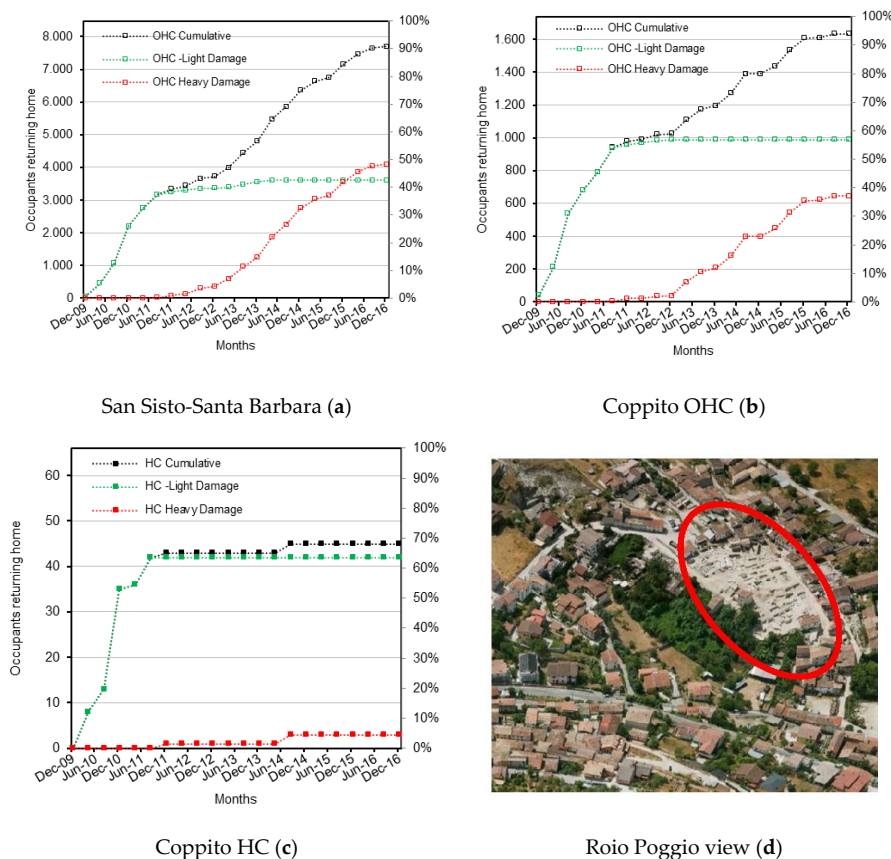 8.000
7.000
6.000
5.000
4.000
3.000
2.000
1.000
0
Occupants returning home
OHC Cumulative
OHC -Light Damage
OHC Heavy Damage
100%
90%
80%
70%
60%
50%
40%
30%
20%
10%
0%
Dec-09
Jun-10
Dec-10
Jun-11
Dec-11
Jun-12
Dec-12
Jun-13
Dec-13
Jun-14
Dec-14
Jun-15
Dec-15
Jun-16
Dec-16
Months
San Sisto-Santa Barbara (a)
1.600
1.400
1.200
1.000
800
600
400
200
0
Occupants returning home
OHC Cumulative
OHC -Light Damage
OHC Heavy Damage
100%
90%
80%
70%
60%
50%
40%
30%
20%
10%
0%
Dec-09
Jun-10
Dec-10
Jun-11
Dec-11
Jun-12
Dec-12
Jun-13
Dec-13
Jun-14
Dec-14
Jun-15
Dec-15
Jun-16
Dec-16
Months
Coppito OHC (b)
60
50
40
30
20
10
0
Occupants returning home
HC Cumulative
HC -Light Damage
HC Heavy Damage
100%
90%
80%
70%
60%
50%
40%
30%
20%
10%
0%
Dec-09
Jun-10
Dec-10
Jun-11
Dec-11
Jun-12
Dec-12
Jun-13
Dec-13
Jun-14
Dec-14
Jun-15
Dec-15
Jun-16
Dec-16
Months
Coppito HC (c)
Roio Poggio view (d)